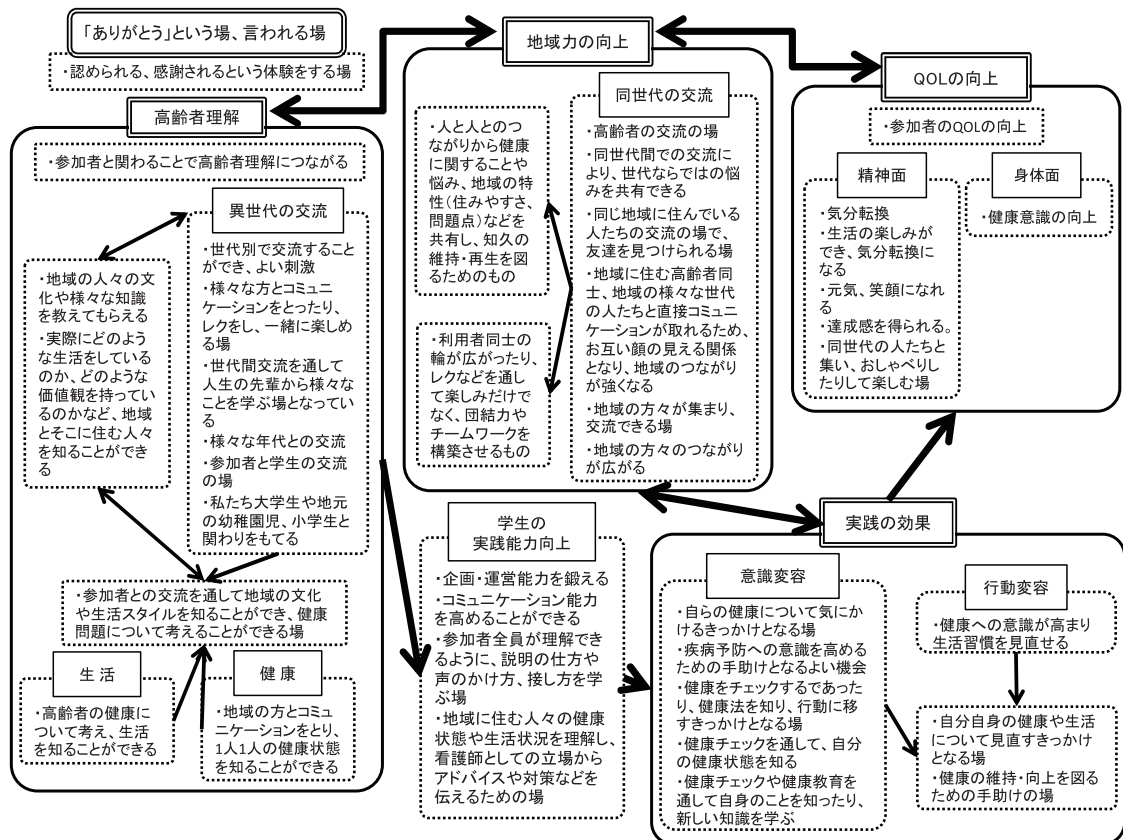 「ありがとう」という場、言われる場
・認められる、感謝されるという体験をする場
高齢者理解
・参加者と関わることで高齢者理解につながる
異世代の交流
・世代別で交流すること
ができ、よい刺激
・様々な方とコミュニ
ケーションをとったり、
レクをし、一緒に楽しめ
る場
・世代間交流を通して
人生の先輩から様々な
ことを学ぶ場となってい
る
・様々な年代との交流
・参加者と学生の交流
の場
・私たち大学生や地元
の幼稚園児、小学生と
関わりをもてる
・地域の人々の文
化や様々な知識
を教えてもらえる
・実際にどのよう
な生活をしている
のか、どのような
価値観を持って
いるのかなど、地域
とそこに住む人々
を知ることができ
る
・参加者との交流を通して地域の文化
や生活スタイルを知ることができ、健康
問題について考えることができる場
生 活
・高齢者の健康に
ついて考え、生活
を知ることができる
健 康
・地域の方とコミュ
ニケーションをとり、
1人1人の健康状態
を知ることができる
地域力の向上
・人と人とのつ
ながりから健康
に関することや
悩み、地域の特
性(住みやすさ、
問題点)などを
共有し、知久の
維持・再生を図
るためのもの
・利用者同士の
輪が広がったり、
レクなどを通し
て楽しみだけで
なく、団結力や
チームワークを
構築させるもの
同世代の交流
・高齢者の交流の場
・同世代間での交流に
より、世代ならではの悩
みを共有できる
・同じ地域に住んでいる
人たちの交流の場で、
友達を見つけられる場
・地域に住む高齢者同
士、地域の様々な世代
の人たちと直接コミュニ
ケーションが取れるため、
お互い顔の見える関係
となり、地域のつながり
が強くなる
・地域の方々が集まり、
交流できる場
・地域の方々のつながり
が広がる
QOLの向上
・参加者のQOLの向上
精神面
・気分転換
・生活の楽しみが
でき、気分転換に
なる
・元気、笑顔になれ
る
・達成感を得られる。
・同世代の人たちと
集い、おしゃべりし
たりして楽しむ場
身体面
・健康意識の向上
学生の
実践能力向上
・企画・運営能力を鍛える
・コミュニケーション能力
を高めることができる
・参加者全員が理解でき
るように、説明の仕方や
声のかけ方、接し方を学
ぶ場
・地域に住む人々の健康
状態や生活状況を理解し、
看護師としての立場から
アドバイスや対策などを
伝えるための場
実践の効果
意識変容
・自らの健康について気にか
けるきっかけとなる場
・疾病予防への意識を高める
ための手助けとなるよい機会
・健康をチェックするであった
り、健康法を知り、行動に移
すきっかけとなる場
・健康チェックを通して、自分
の健康状態を知る
・健康チェックや健康教育を
通して自身のことを知ったり、
新しい知識を学ぶ
行動変容
・健康への意識が高まり
生活習慣を見直せる
・自分自身の健康や生活
について見直すきっかけ
となる場
・健康の維持・向上を図る
ための手助けの場